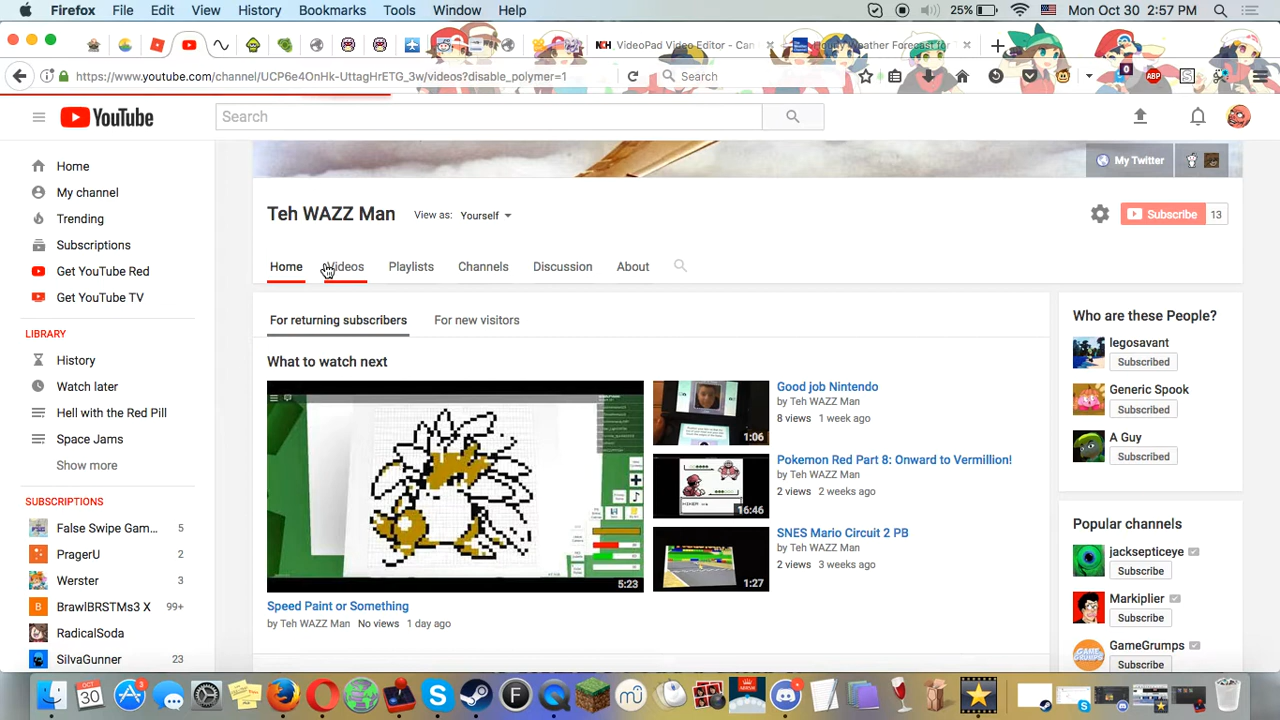 Firefox File Edit View History Bookmarks Tools Window Help 25% Mon Oct 30 2:57 PM
VideoPad Video Editor - Can × Weather Forecast for ×
https://www.youtube.com/channel/UCP6e4OnHk-UttagHrETG_3w/videos?disable_polymer=1 Search 0 ABP
YouTube Search
My Twitter
Home
My channel
Trending
Subscriptions
Get YouTube Red
Get YouTube TV
LIBRARY
History
Watch later
Hell with the Red Pill
Space Jams
Show more
SUBSCRIPTIONS
False Swipe Gam... 5
PragerU 2
Werster 3
BrawlBRSTMs3 X 99+
RadicalSoda
SilvaGunner 23
Teh WAZZ Man View as: Yourself Subscribe 13
Home Videos Playlists Channels Discussion About
For returning subscribers For new visitors
What to watch next
5:23
Speed Paint or Something
by Teh WAZZ Man No views 1 day ago
1:06
Good job Nintendo
by Teh WAZZ Man
8 views 1 week ago
16:46
Pokemon Red Part 8: Onward to Vermillion!
by Teh WAZZ Man
2 views 2 weeks ago
1:27
SNES Mario Circuit 2 PB
by Teh WAZZ Man
2 views 3 weeks ago
Who are these People?
legosavant
Subscribed
Generic Spook
Subscribed
A Guy
Subscribed
Popular channels
jacksepticeye
Subscribe
Markiplier
Subscribe
GameGrumps
Subscribe
OCT
30
3